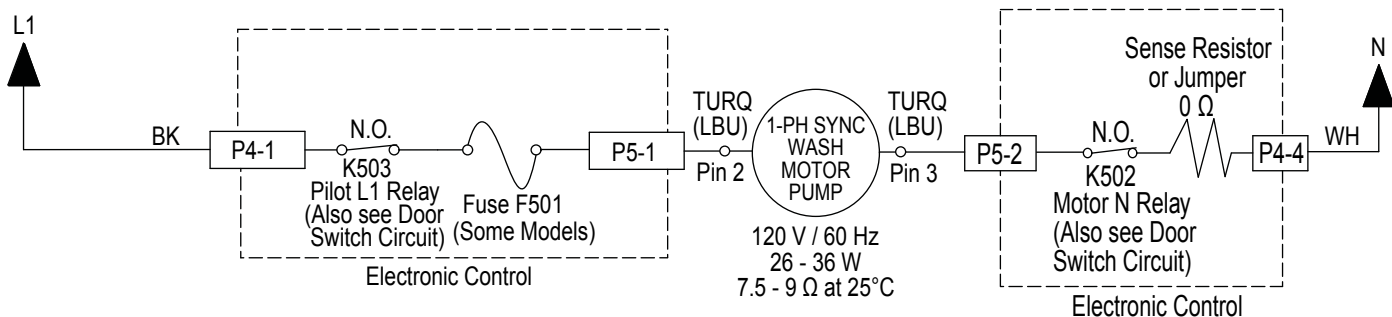 L1
BK
P4-1
N.O.
K503
Pilot L1 Relay
(Also see Door
Switch Circuit)
Fuse F501
(Some Models)
P5-1
Electronic Control
TURQ
(LBU)
Pin 2
1-PH SYNC
WASH
MOTOR
PUMP
120 V / 60 Hz
26 - 36 W
7.5 - 9 Ω at 25°C
TURQ
(LBU)
Pin 3
P5-2
N.O.
K502
Motor N Relay
(Also see Door
Switch Circuit)
Sense Resistor
or Jumper
0 Ω
P4-4
Electronic Control
WH
N